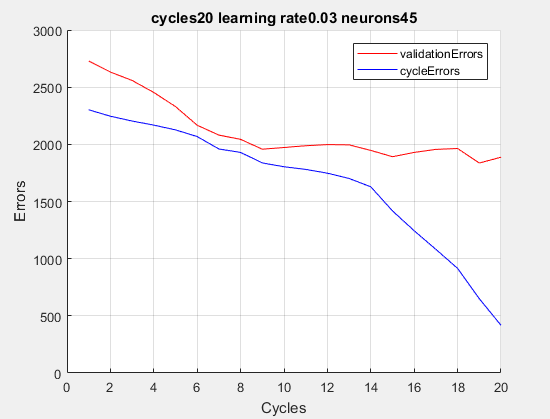 cycles20 learning rate0.03 neurons45
validationErrors
cycleErrors
3000
2500
2000
1500
1000
500
0
Errors
0 2 4 6 8 10 12 14 16 18 20
Cycles